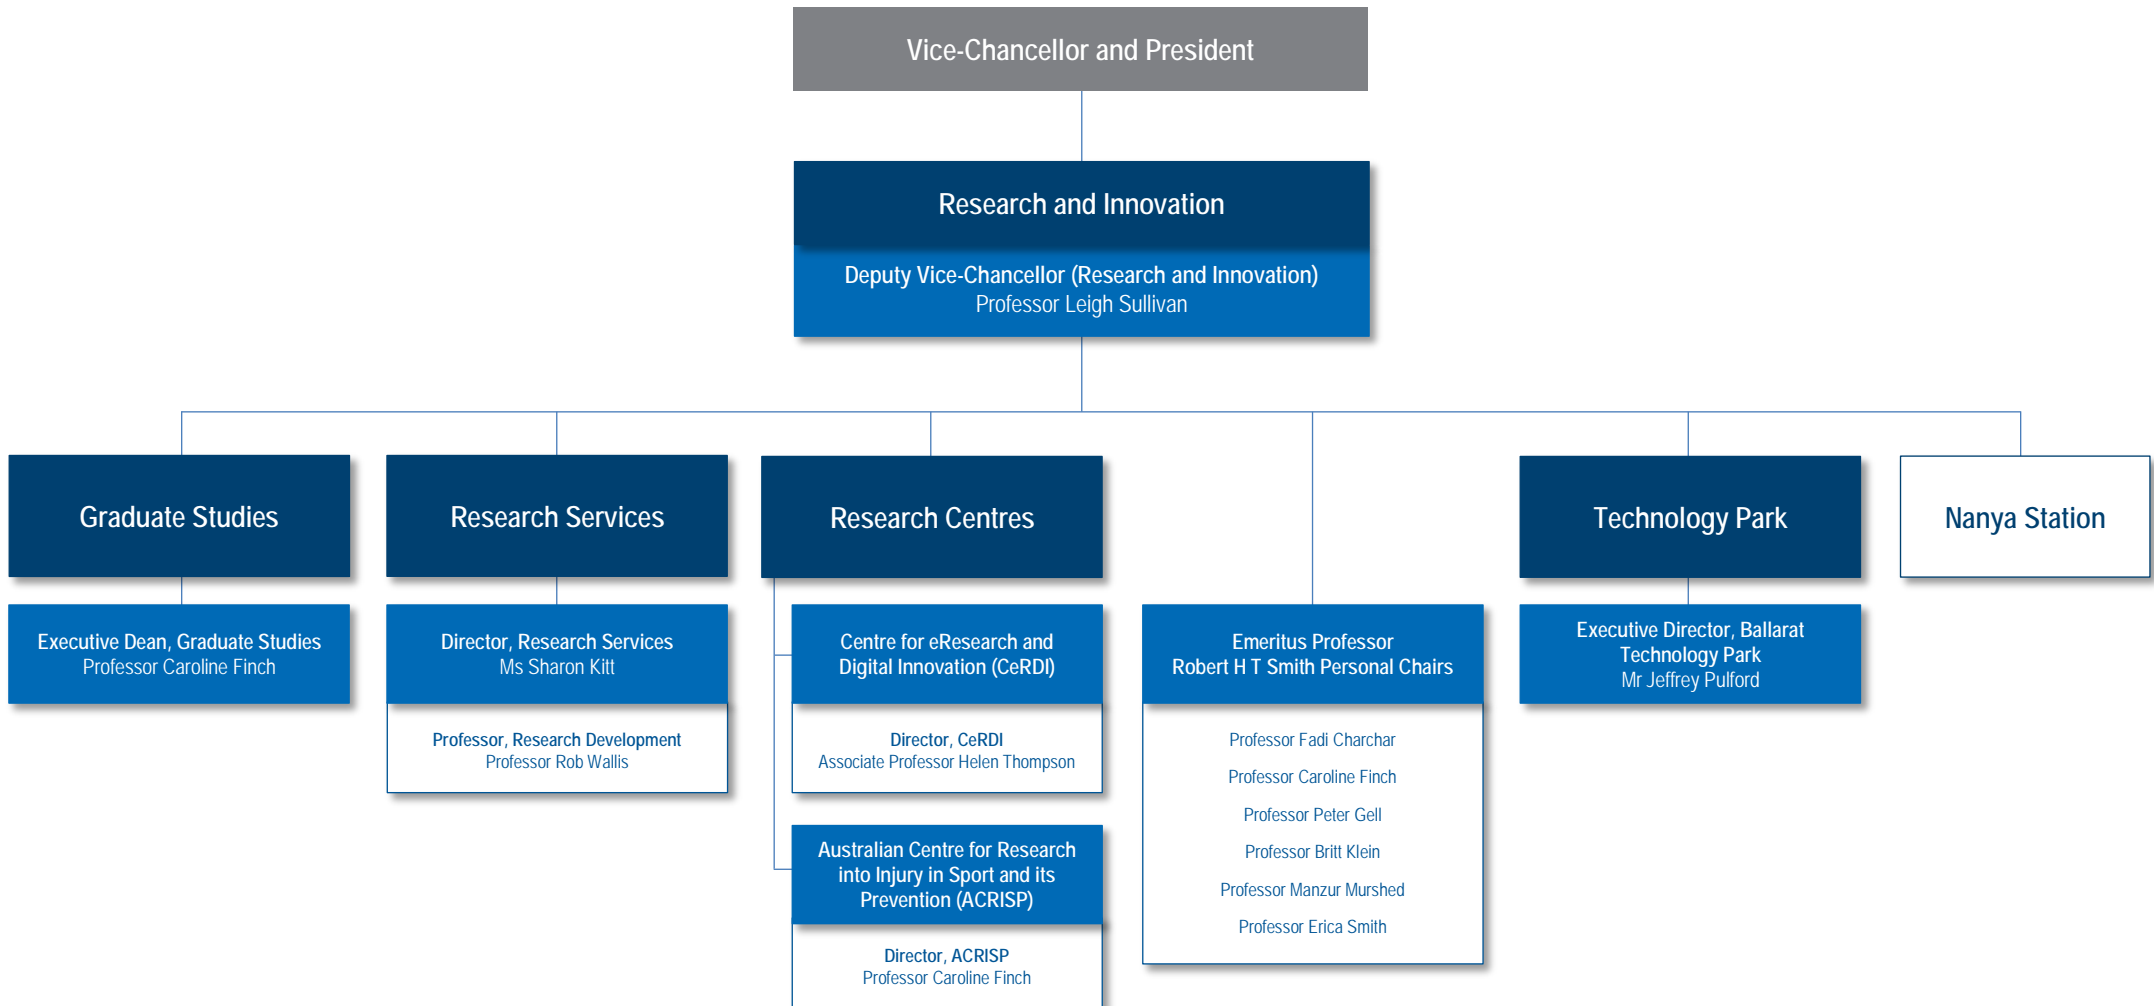 Vice-Chancellor and President
Research and Innovation
Deputy Vice-Chancellor (Research and Innovation)
Professor Leigh Sullivan
Graduate Studies
Executive Dean, Graduate Studies
Professor Caroline Finch
Research Services
Director, Research Services
Ms Sharon Kitt
Professor, Research Development
Professor Rob Wallis
Research Centres
Centre for eResearch and
Digital Innovation (CeRDI)
Director, CeRDI
Associate Professor Helen Thompson
Australian Centre for Research
into Injury in Sport and its
Prevention (ACRISP)
Director, ACRISP
Professor Caroline Finch
Emeritus Professor
Robert H T Smith Personal Chairs
Professor Fadi Charchar
Professor Caroline Finch
Professor Peter Gell
Professor Britt Klein
Professor Manzur Murshed
Professor Erica Smith
Technology Park
Executive Director, Ballarat
Technology Park
Mr Jeffrey Pulford
Nanya Station